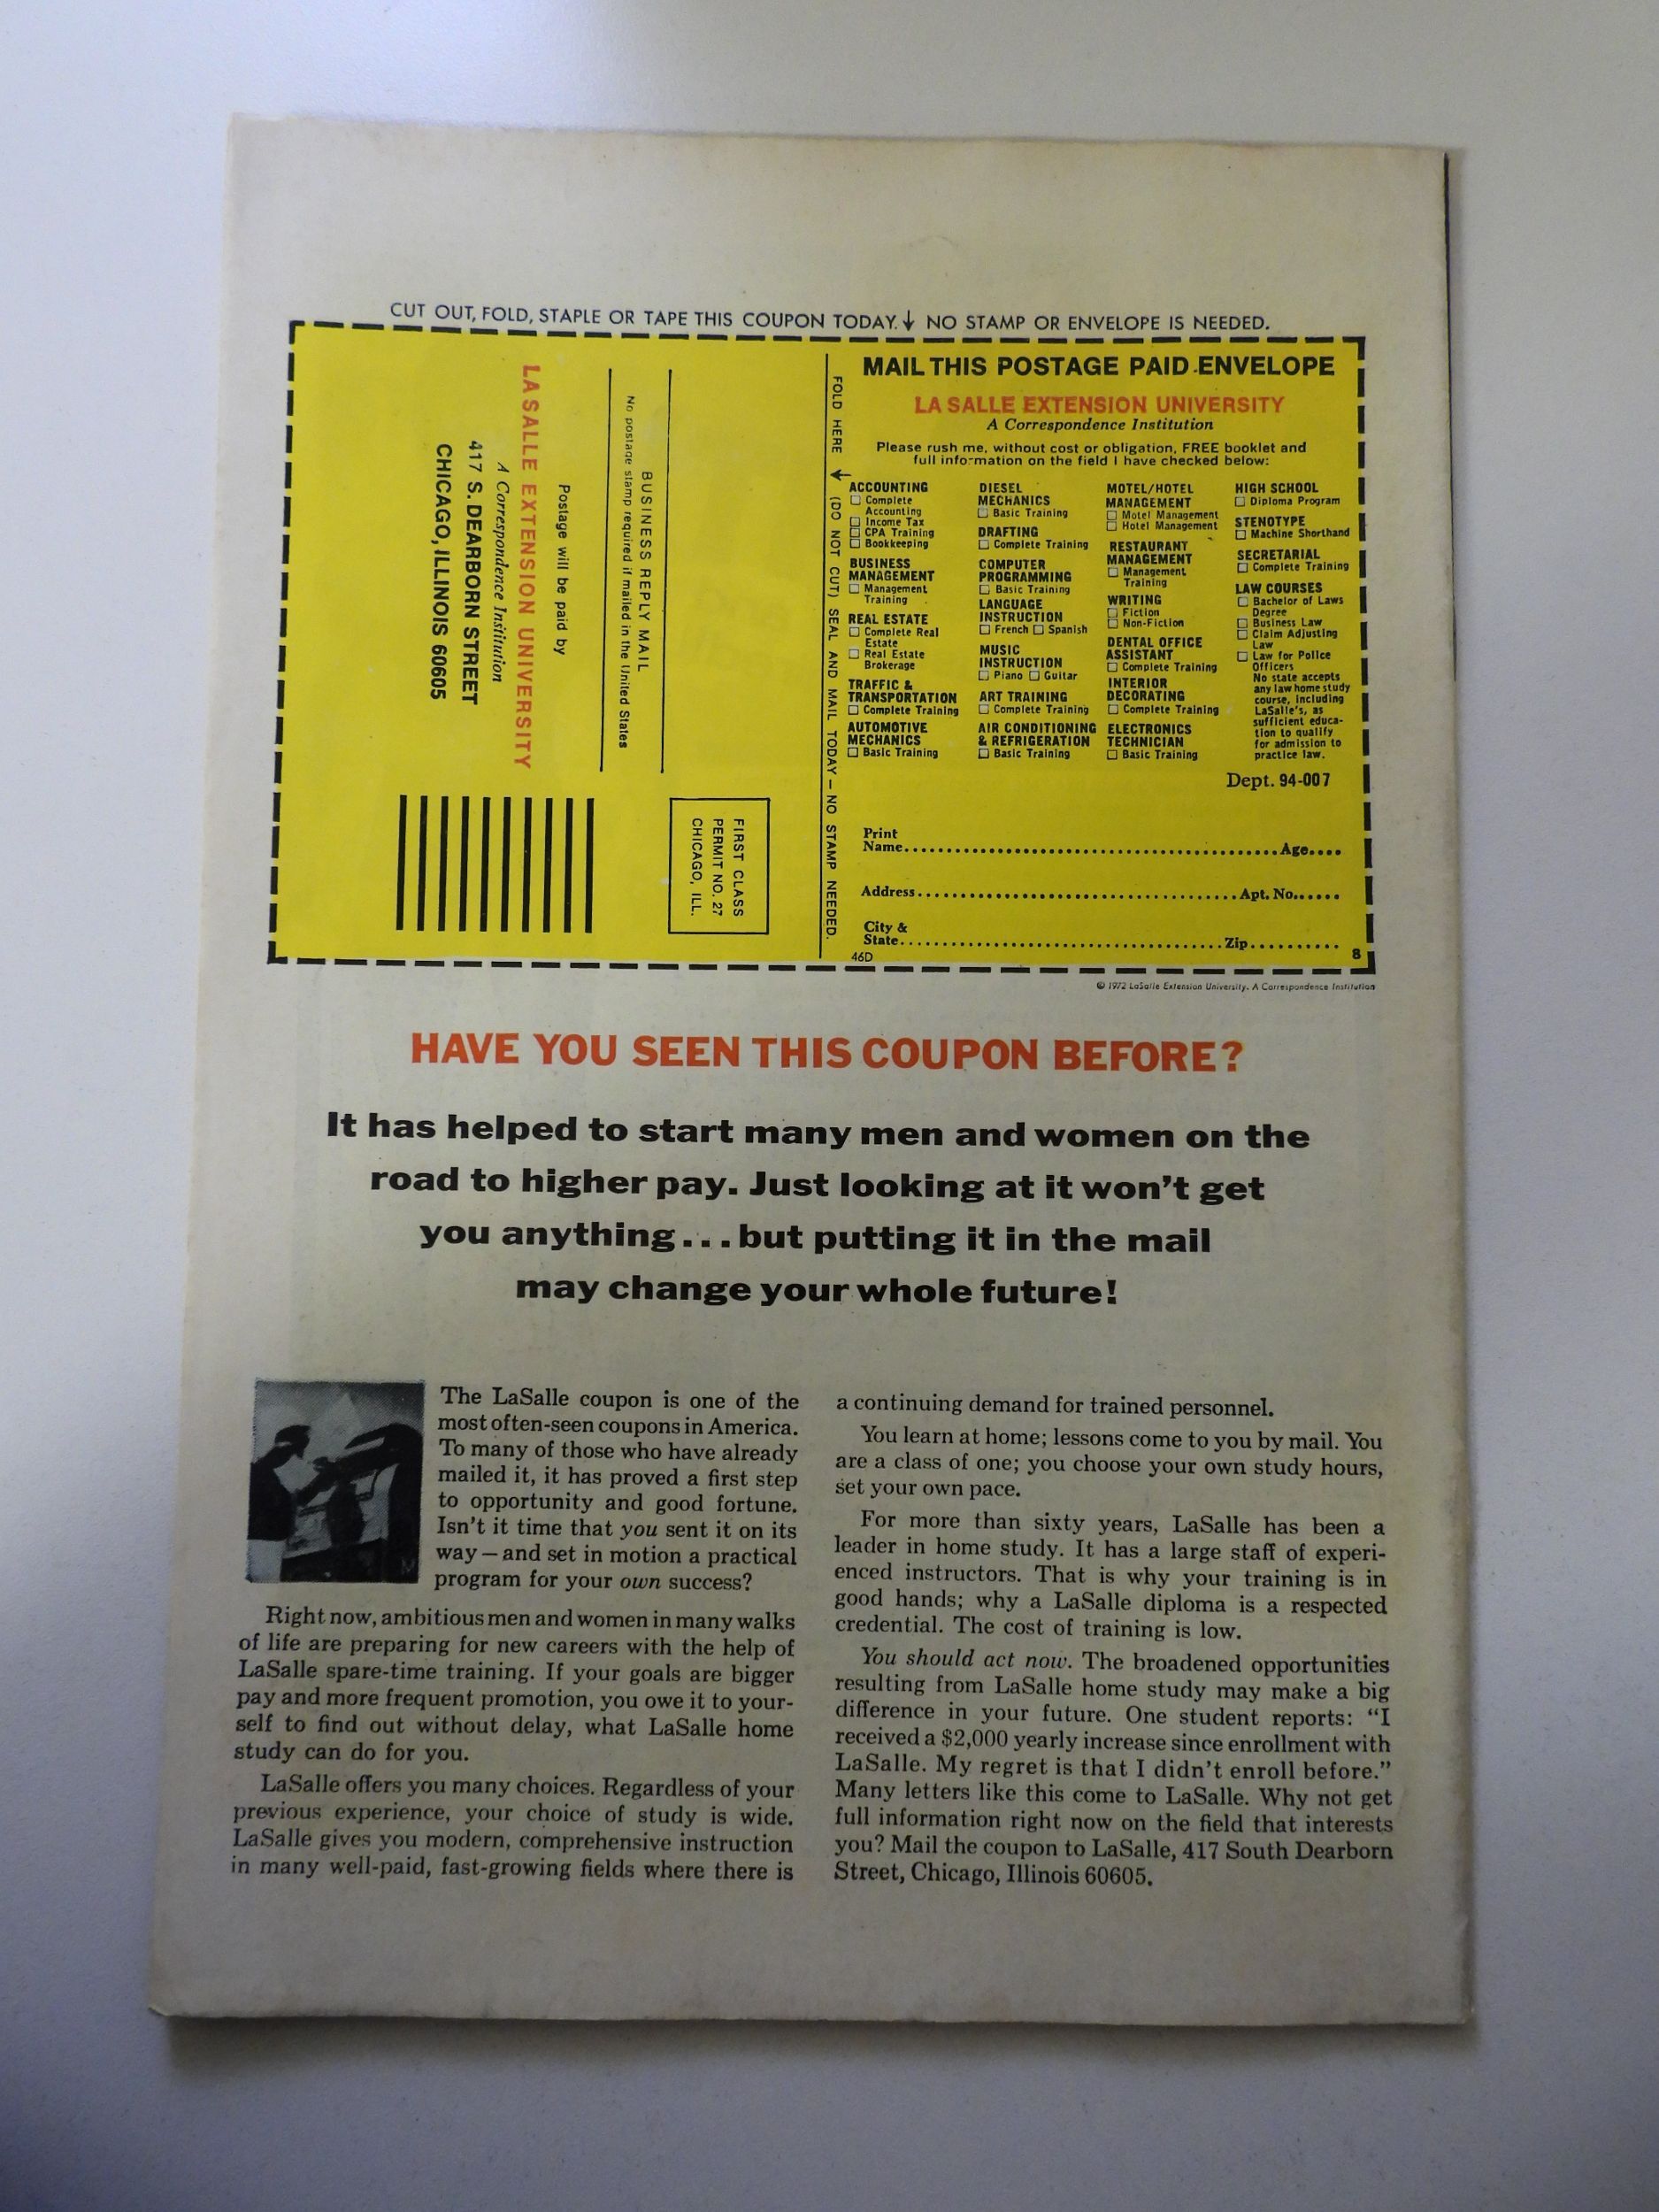 CUT OUT, FOLD, STAPLE OR TAPE THIS COUPON TODAY. ↓ NO STAMP OR ENVELOPE IS NEEDED.
LASALLE EXTENSION UNIVERSITY
A Correspondence Institution
417 S. DEARBORN STREET
CHICAGO, ILLINOIS 60605
Postage will be paid by
No postage stamp required if mailed in the United States
BUSINESS REPLY MAIL
FIRST CLASS
PERMIT NO. 27
CHICAGO, ILL.
FOLD HERE ↓ (DO NOT CUT) SEAL AND MAIL TODAY – NO STAMP NEEDED.
MAIL THIS POSTAGE PAID ENVELOPE
LA SALLE EXTENSION UNIVERSITY
A Correspondence Institution
Please rush me, without cost or obligation, FREE booklet and
full information on the field I have checked below:
ACCOUNTING
☐ Complete
Accounting
☐ Income Tax
☐ CPA Training
☐ Bookkeeping
BUSINESS
MANAGEMENT
☐ Management
Training
REAL ESTATE
☐ Complete Real
Estate
☐ Real Estate
Brokerage
TRAFFIC &
TRANSPORTATION
☐ Complete Training
AUTOMOTIVE
MECHANICS
☐ Basic Training
DIESEL
MECHANICS
☐ Basic Training
DRAFTING
☐ Complete Training
COMPUTER
PROGRAMMING
☐ Basic Training
LANGUAGE
INSTRUCTION
☐ French ☐ Spanish
MUSIC
INSTRUCTION
☐ Piano ☐ Guitar
ART TRAINING
☐ Complete Training
AIR CONDITIONING
& REFRIGERATION
☐ Basic Training
MOTEL/HOTEL
MANAGEMENT
☐ Motel Management
☐ Hotel Management
RESTAURANT
MANAGEMENT
☐ Management
Training
WRITING
☐ Fiction
☐ Non-Fiction
DENTAL OFFICE
ASSISTANT
☐ Complete Training
INTERIOR
DECORATING
☐ Complete Training
ELECTRONICS
TECHNICIAN
☐ Basic Training
HIGH SCHOOL
☐ Diploma Program
STENOTYPE
☐ Machine Shorthand
SECRETARIAL
☐ Complete Training
LAW COURSES
☐ Bachelor of Laws
Degree
☐ Business Law
☐ Claim Adjusting
Law
☐ Law for Police
Officers
No state accepts
any law home study
course, including
LaSalle's, as
sufficient educa-
tion to qualify
for admission to
practice law.
Dept. 94-007
Print
Name.......... Age....
Address.......... Apt. No......
City &
State.......... Zip..........
46D 8
© 1972 LaSalle Extension University. A Correspondence Institution
HAVE YOU SEEN THIS COUPON BEFORE?
It has helped to start many men and women on the
road to higher pay. Just looking at it won't get
you anything...but putting it in the mail
may change your whole future!
The LaSalle coupon is one of the
most often-seen coupons in America.
To many of those who have already
mailed it, it has proved a first step
to opportunity and good fortune.
Isn't it time that you sent it on its
way – and set in motion a practical
program for your own success?
Right now, ambitious men and women in many walks
of life are preparing for new careers with the help of
LaSalle spare-time training. If your goals are bigger
pay and more frequent promotion, you owe it to your-
self to find out without delay, what LaSalle home
study can do for you.
LaSalle offers you many choices. Regardless of your
previous experience, your choice of study is wide.
LaSalle gives you modern, comprehensive instruction
in many well-paid, fast-growing fields where there is
a continuing demand for trained personnel.
You learn at home; lessons come to you by mail. You
are a class of one; you choose your own study hours,
set your own pace.
For more than sixty years, LaSalle has been a
leader in home study. It has a large staff of experi-
enced instructors. That is why your training is in
good hands; why a LaSalle diploma is a respected
credential. The cost of training is low.
You should act now. The broadened opportunities
resulting from LaSalle home study may make a big
difference in your future. One student reports: "I
received a $2,000 yearly increase since enrollment with
LaSalle. My regret is that I didn't enroll before."
Many letters like this come to LaSalle. Why not get
full information right now on the field that interests
you? Mail the coupon to LaSalle, 417 South Dearborn
Street, Chicago, Illinois 60605.